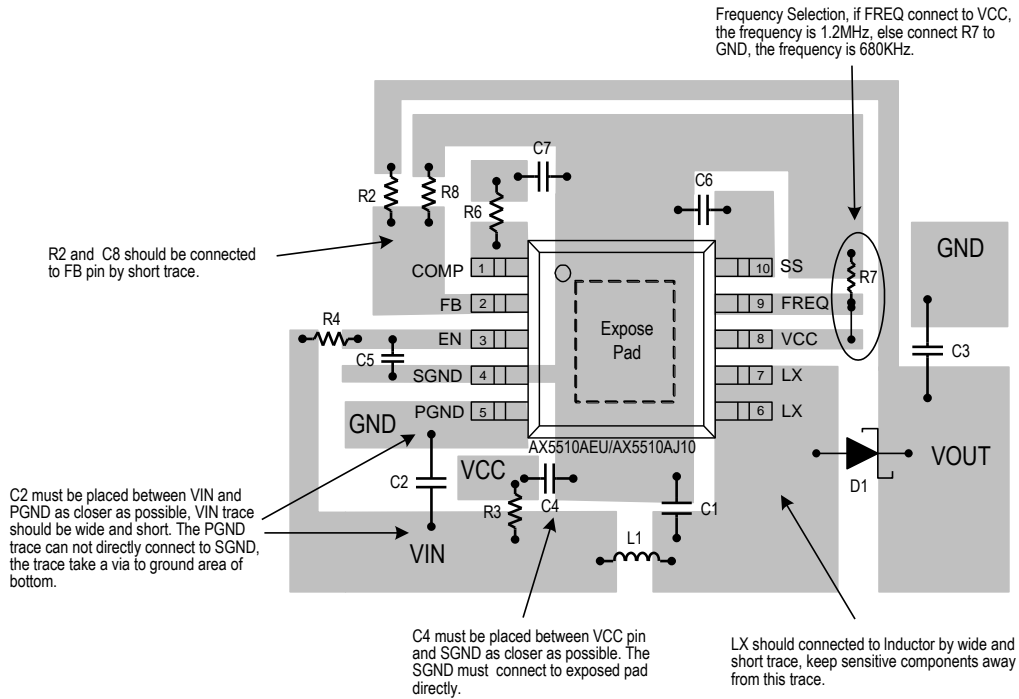 Frequency Selection, if FREQ connect to VCC,
the frequency is 1.2MHz, else connect R7 to
GND, the frequency is 680KHz.
C7
R2
R8
R6
C6
R2 and C8 should be connected
to FB pin by short trace.
COMP 1
10 SS
R7
GND
FB 2
9 FREQ
R4
EN 3
Expose
Pad
8 VCC
C3
C5
SGND 4
7 LX
PGND 5
6 LX
GND
AX5510AEU/AX5510AJ10
VCC
VOUT
D1
C2
C4
R3
C1
C2 must be placed between VIN and
PGND as closer as possible, VIN trace
should be wide and short. The PGND
trace can not directly connect to SGND,
the trace take a via to ground area of
bottom.
VIN
L1
C4 must be placed between VCC pin
and SGND as closer as possible. The
SGND must connect to exposed pad
directly.
LX should connected to Inductor by wide and
short trace, keep sensitive components away
from this trace.